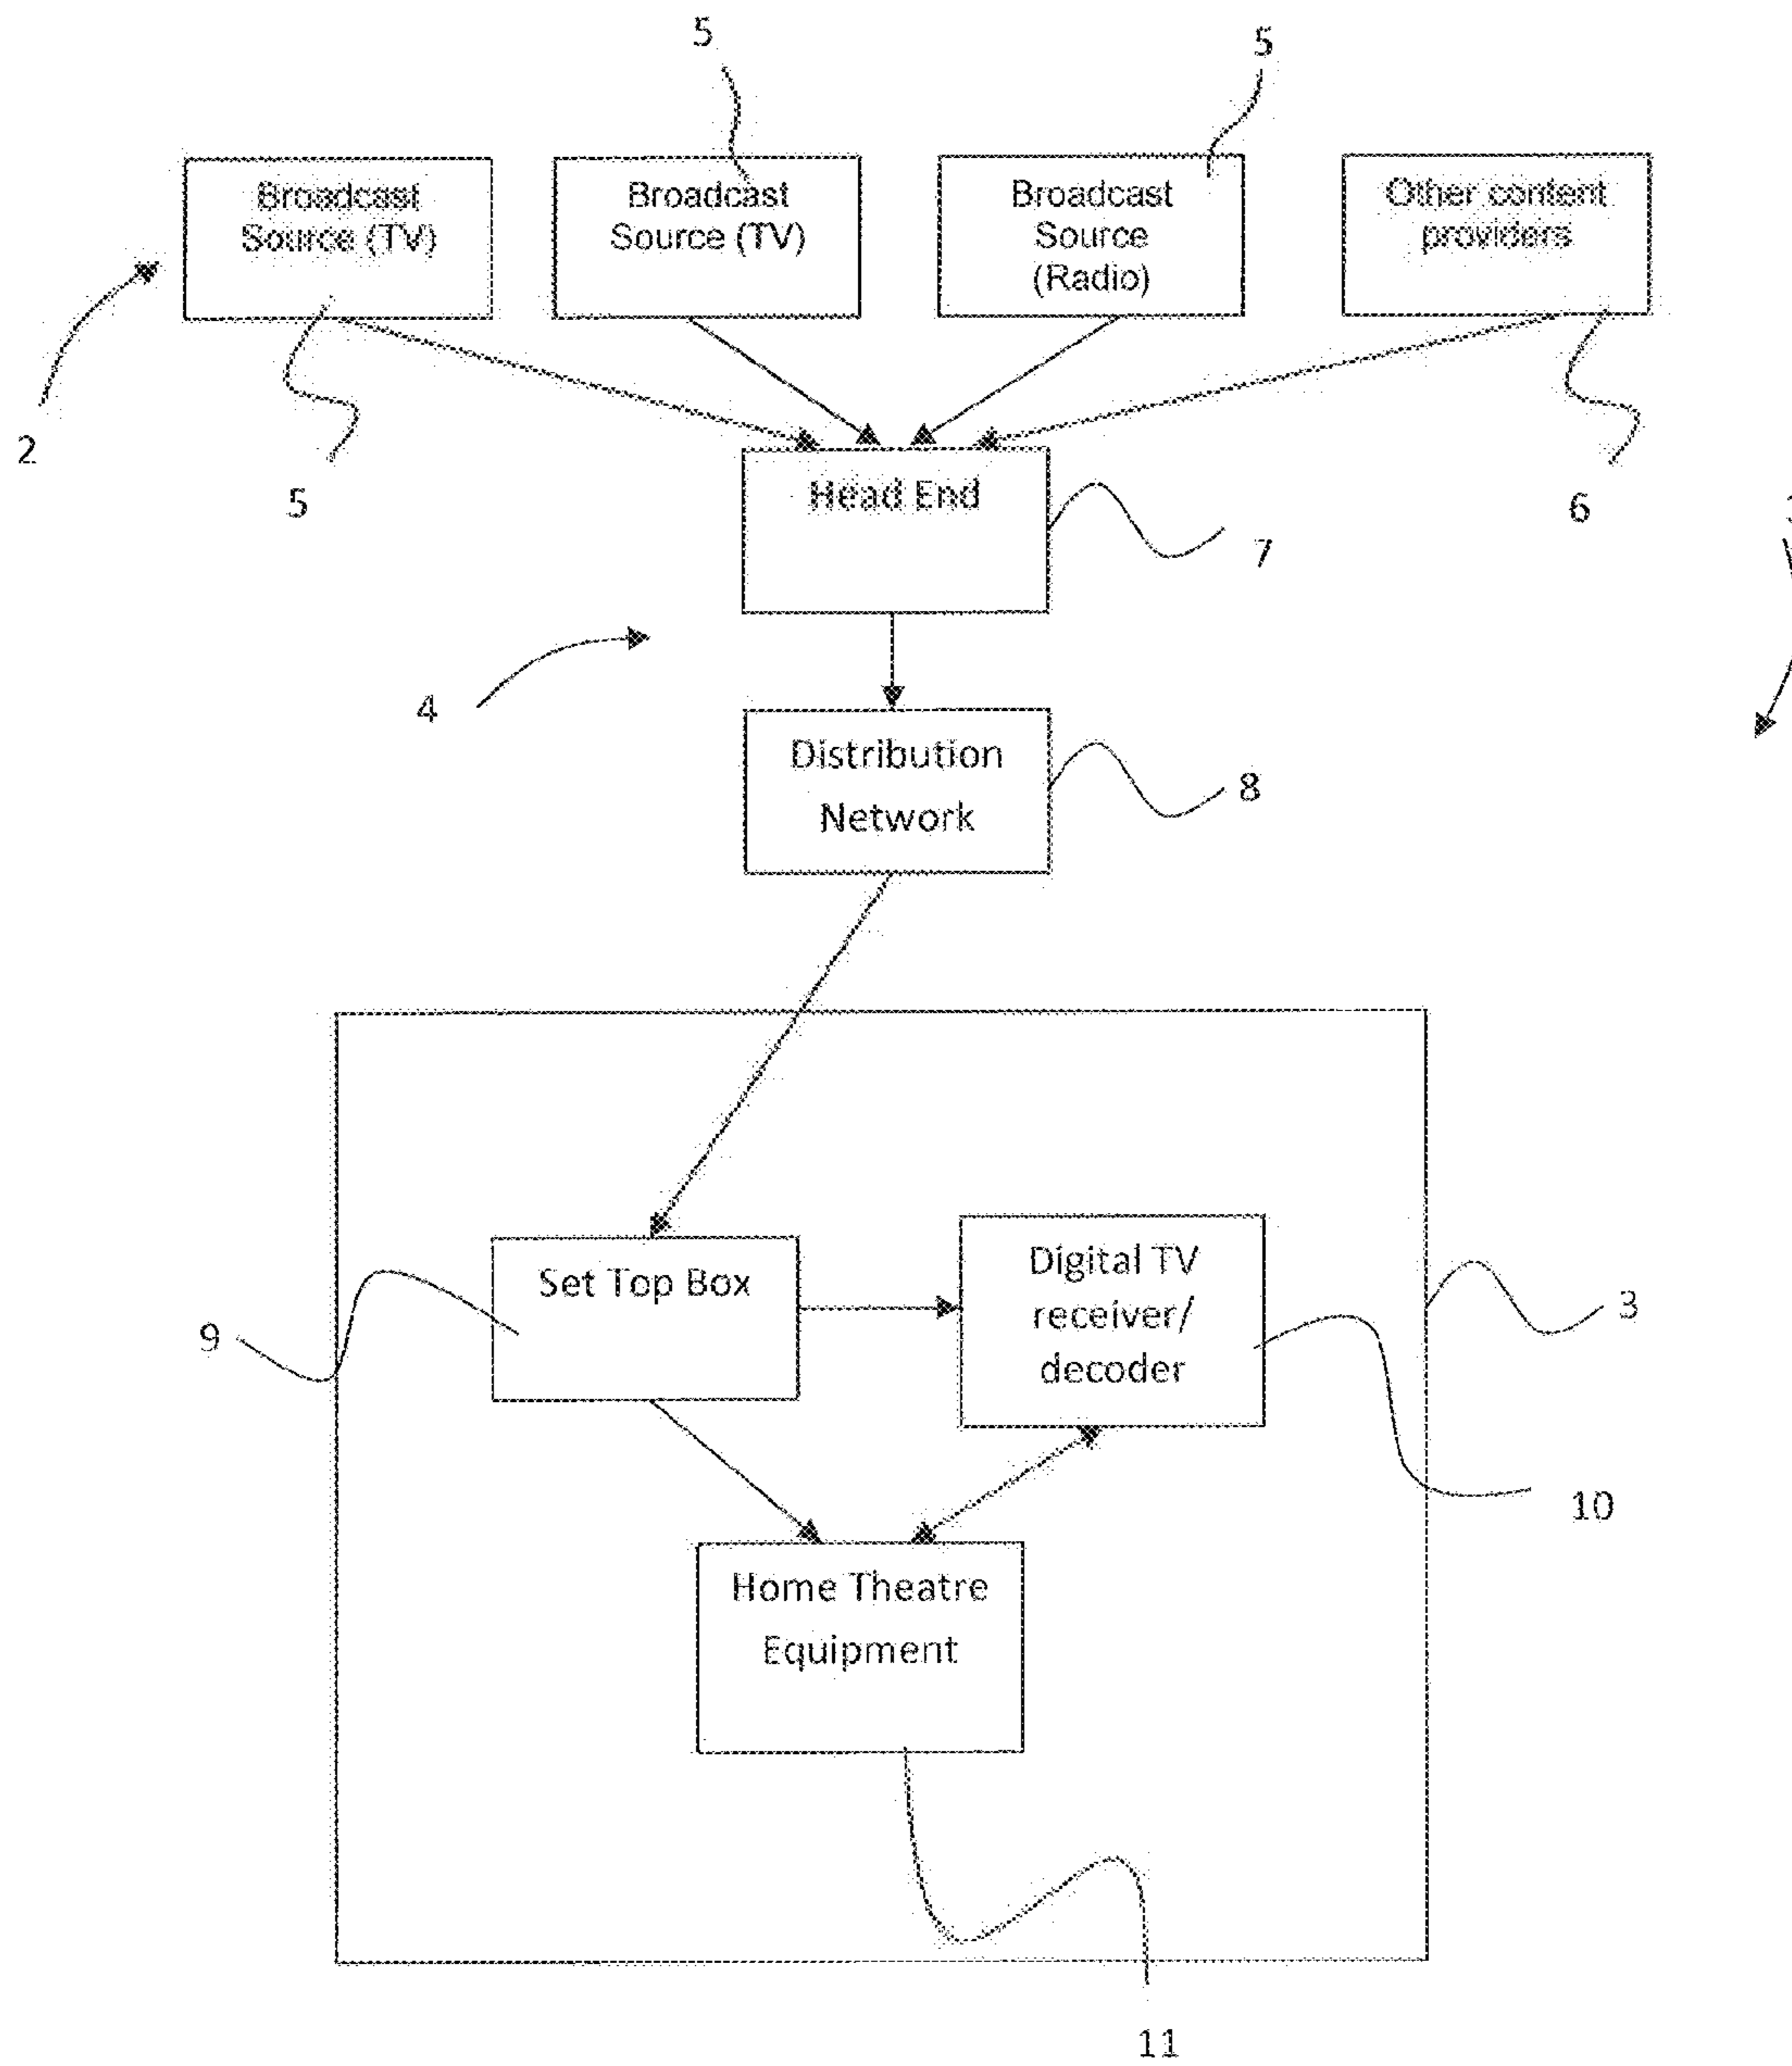 5
5
Broadcast
Source (TV)
Broadcast
Source (TV)
Broadcast
Source
(Radio)
Other content
providers
2
5
6
Head End
7
4
Distribution
Network
8
Set Top Box
Digital TV
receiver/
decoder
9
3
10
Home Theatre
Equipment
11